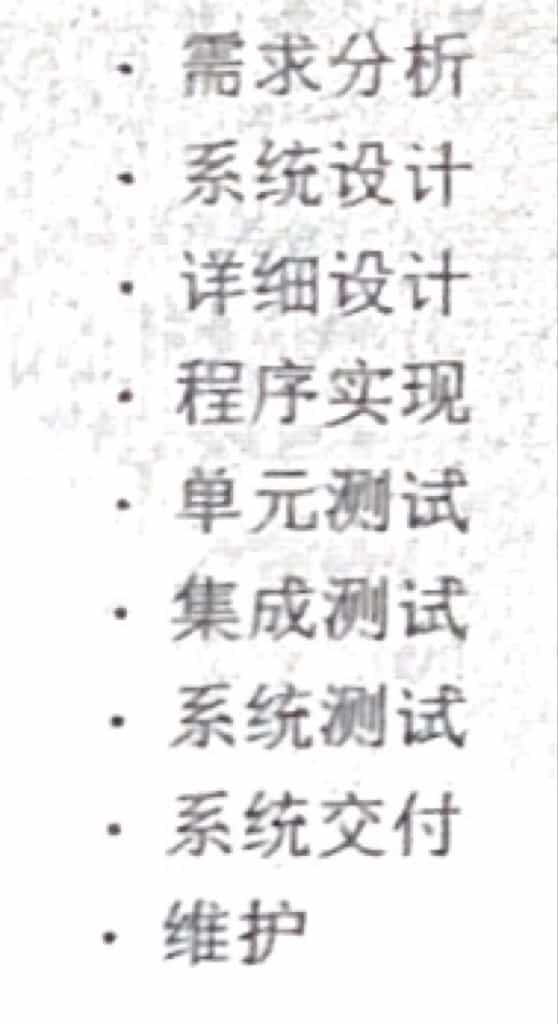 · 需求分析
· 系统设计
· 详细设计
· 程序实现
· 单元测试
· 集成测试
· 系统测试
· 系统交付
· 维护